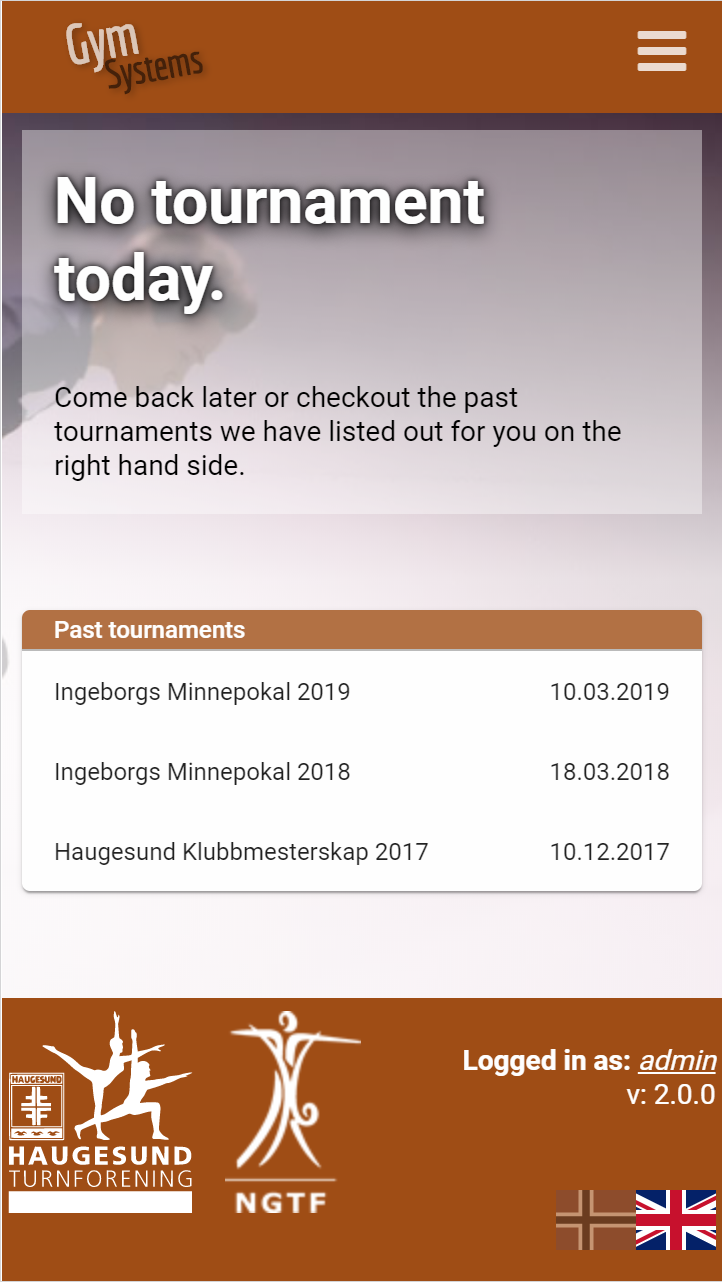 Gym
Systems
No tournament
today.
Come back later or checkout the past
tournaments we have listed out for you on the
right hand side.
Past tournaments
Ingeborgs Minnepokal 2019 10.03.2019
Ingeborgs Minnepokal 2018 18.03.2018
Haugesund Klubbmesterskap 2017 10.12.2017
Logged in as: admin
v: 2.0.0
HAUGESUND
HAUGESUND
TURNFORENING
NGTF